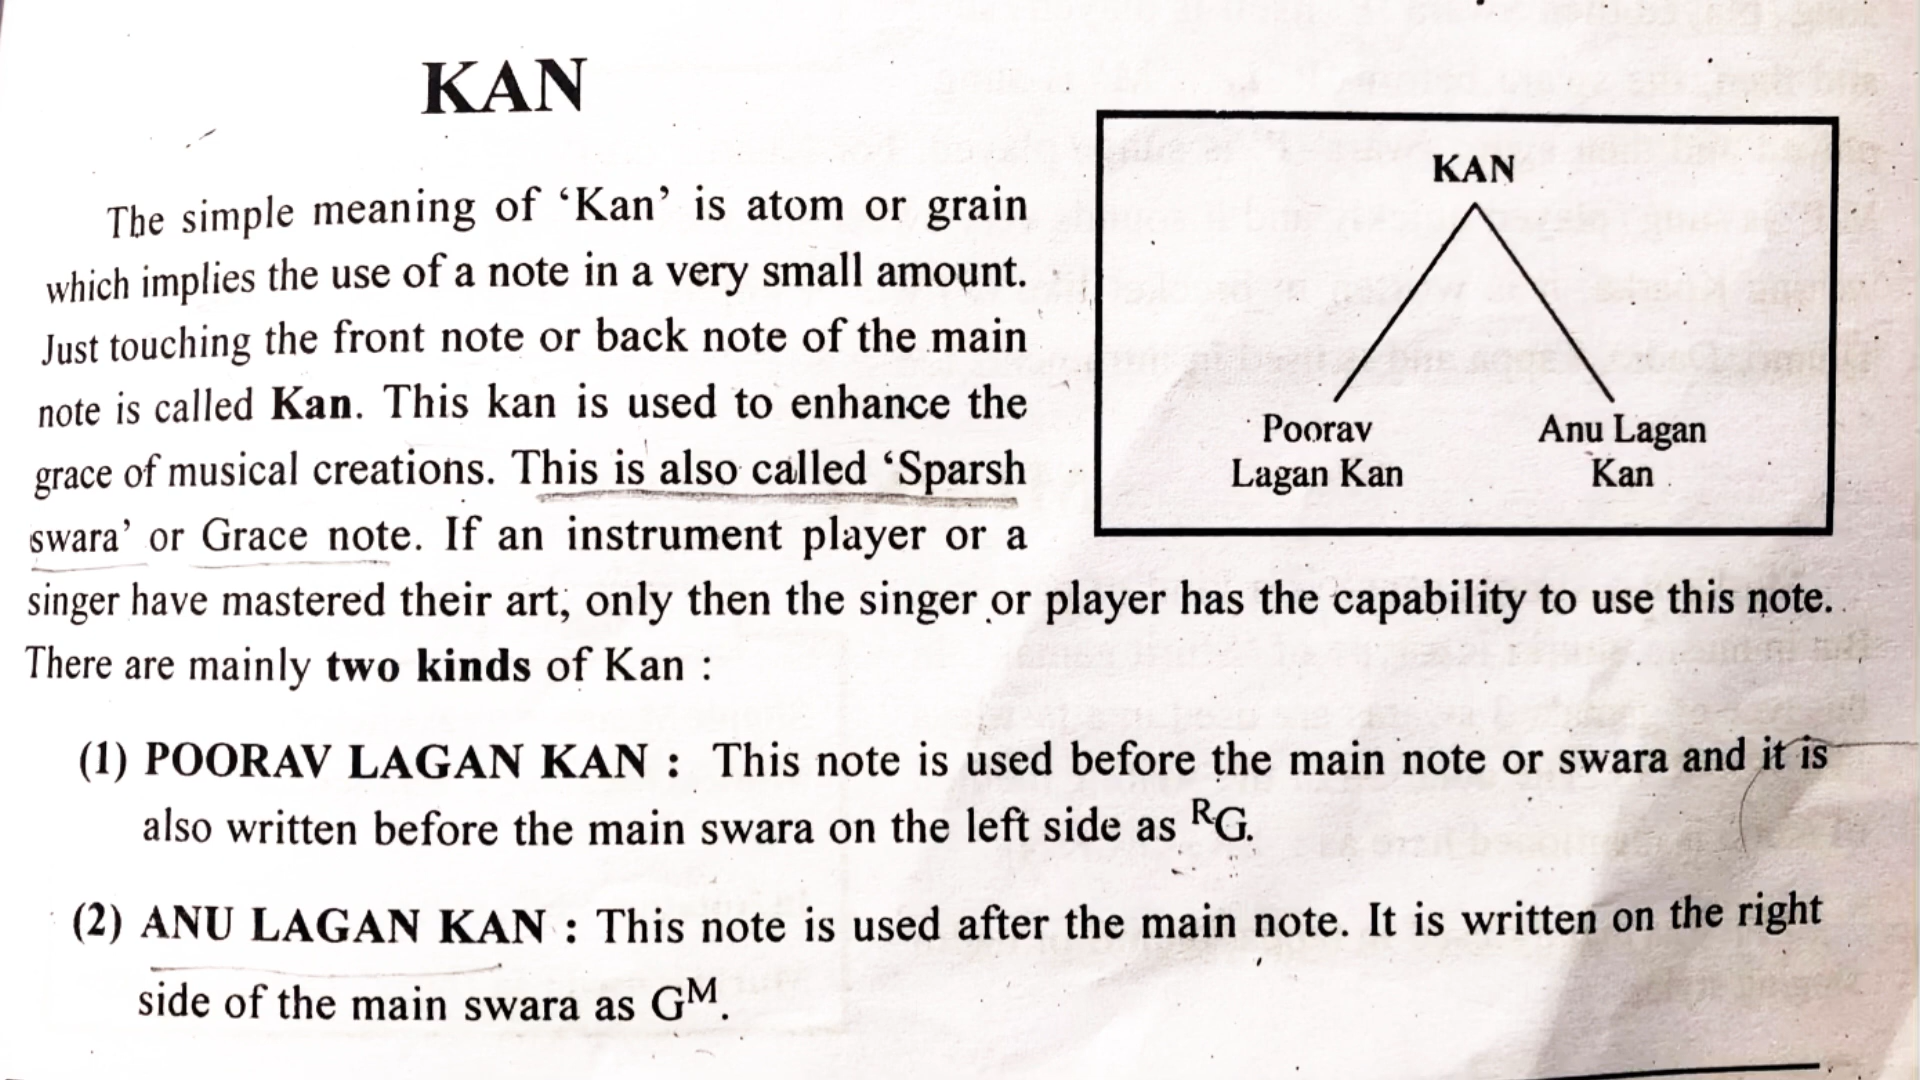 KAN
The simple meaning of ‘Kan’ is atom or grain
which implies the use of a note in a very small amount.
Just touching the front note or back note of the main
note is called Kan. This kan is used to enhance the
grace of musical creations. This is also called ‘Sparsh
swara’ or Grace note. If an instrument player or a
singer have mastered their art, only then the singer or player has the capability to use this note.
There are mainly two kinds of Kan :
KAN
Poorav
Lagan Kan
Anu Lagan
Kan
(1) POORAV LAGAN KAN : This note is used before the main note or swara and it is
also written before the main swara on the left side as ᴿG.
(2) ANU LAGAN KAN : This note is used after the main note. It is written on the right
side of the main swara as Gᴹ.